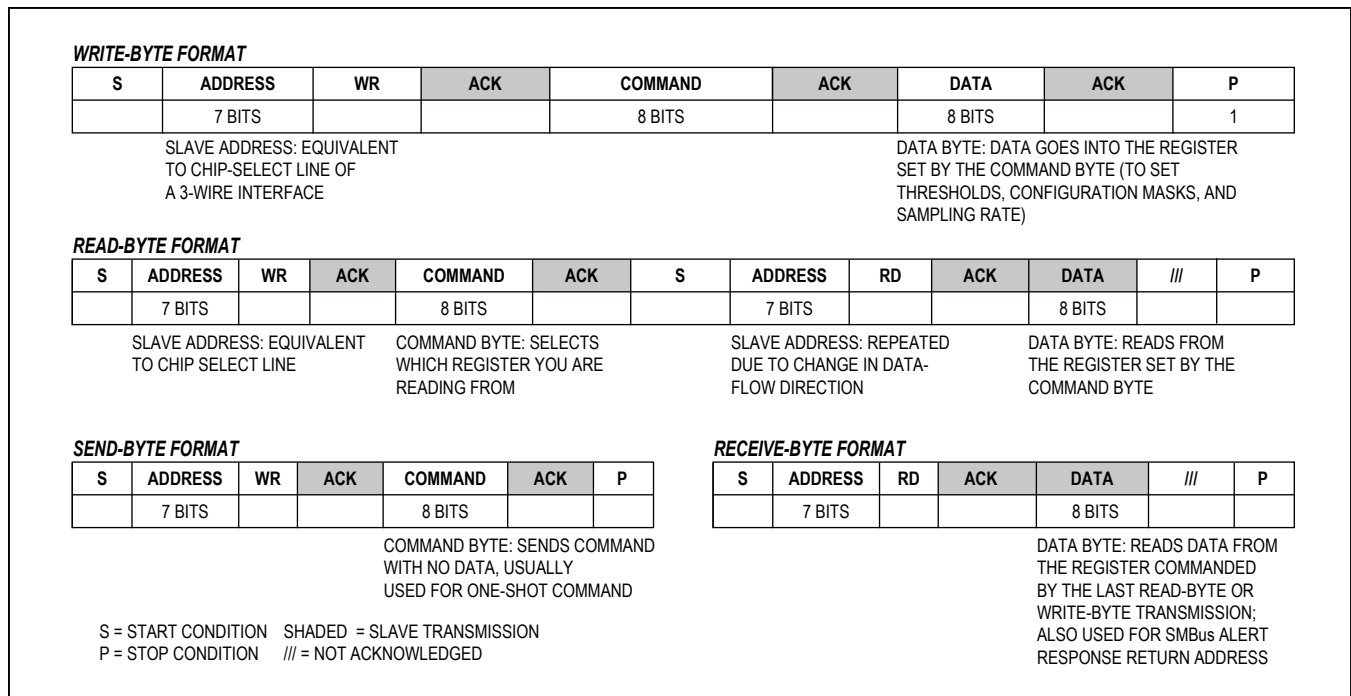 WRITE-BYTE FORMAT
S ADDRESS WR ACK COMMAND ACK DATA ACK P
7 BITS 8 BITS 8 BITS 1
SLAVE ADDRESS: EQUIVALENT
TO CHIP-SELECT LINE OF
A 3-WIRE INTERFACE
DATA BYTE: DATA GOES INTO THE REGISTER
SET BY THE COMMAND BYTE (TO SET
THRESHOLDS, CONFIGURATION MASKS, AND
SAMPLING RATE)
READ-BYTE FORMAT
S ADDRESS WR ACK COMMAND ACK S ADDRESS RD ACK DATA /// P
7 BITS 8 BITS 7 BITS 8 BITS
SLAVE ADDRESS: EQUIVALENT
TO CHIP SELECT LINE
COMMAND BYTE: SELECTS
WHICH REGISTER YOU ARE
READING FROM
SLAVE ADDRESS: REPEATED
DUE TO CHANGE IN DATA-
FLOW DIRECTION
DATA BYTE: READS FROM
THE REGISTER SET BY THE
COMMAND BYTE
SEND-BYTE FORMAT
S ADDRESS WR ACK COMMAND ACK P
7 BITS 8 BITS
COMMAND BYTE: SENDS COMMAND
WITH NO DATA, USUALLY
USED FOR ONE-SHOT COMMAND
RECEIVE-BYTE FORMAT
S ADDRESS RD ACK DATA /// P
7 BITS 8 BITS
DATA BYTE: READS DATA FROM
THE REGISTER COMMANDED
BY THE LAST READ-BYTE OR
WRITE-BYTE TRANSMISSION;
ALSO USED FOR SMBus ALERT
RESPONSE RETURN ADDRESS
S = START CONDITION SHADED = SLAVE TRANSMISSION
P = STOP CONDITION /// = NOT ACKNOWLEDGED